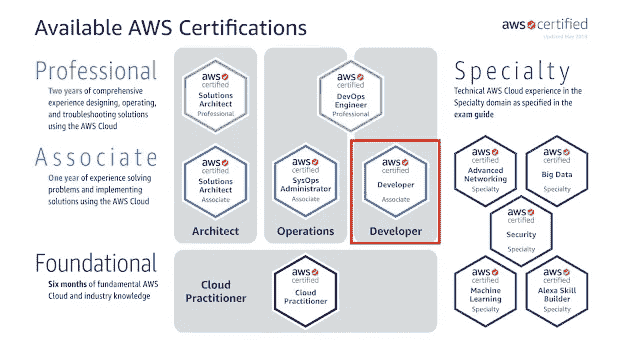 Available AWS Certifications
aws certified
Professional
Two years of comprehensive
experience designing, operating,
and troubleshooting solutions
using the AWS Cloud
aws
certified
Solutions
Architect
Professional
aws
certified
DevOps
Engineer
Professional
Specialty
Technical AWS Cloud experience in the
Specialty domain as specified in the
exam guide
Associate
One year of experience solving
problems and implementing
solutions using the AWS Cloud
aws
certified
Solutions
Architect
Associate
aws
certified
SysOps
Administrator
Associate
aws
certified
Developer
Associate
Architect
Operations
Developer
aws
certified
Advanced
Networking
Specialty
aws
certified
Big Data
Specialty
aws
certified
Security
Specialty
aws
certified
Machine
Learning
Specialty
aws
certified
Alexa Skill
Builder
Specialty
Foundational
Six months of fundamental AWS
Cloud and industry knowledge
Cloud
Practitioner
aws
certified
Cloud
Practitioner